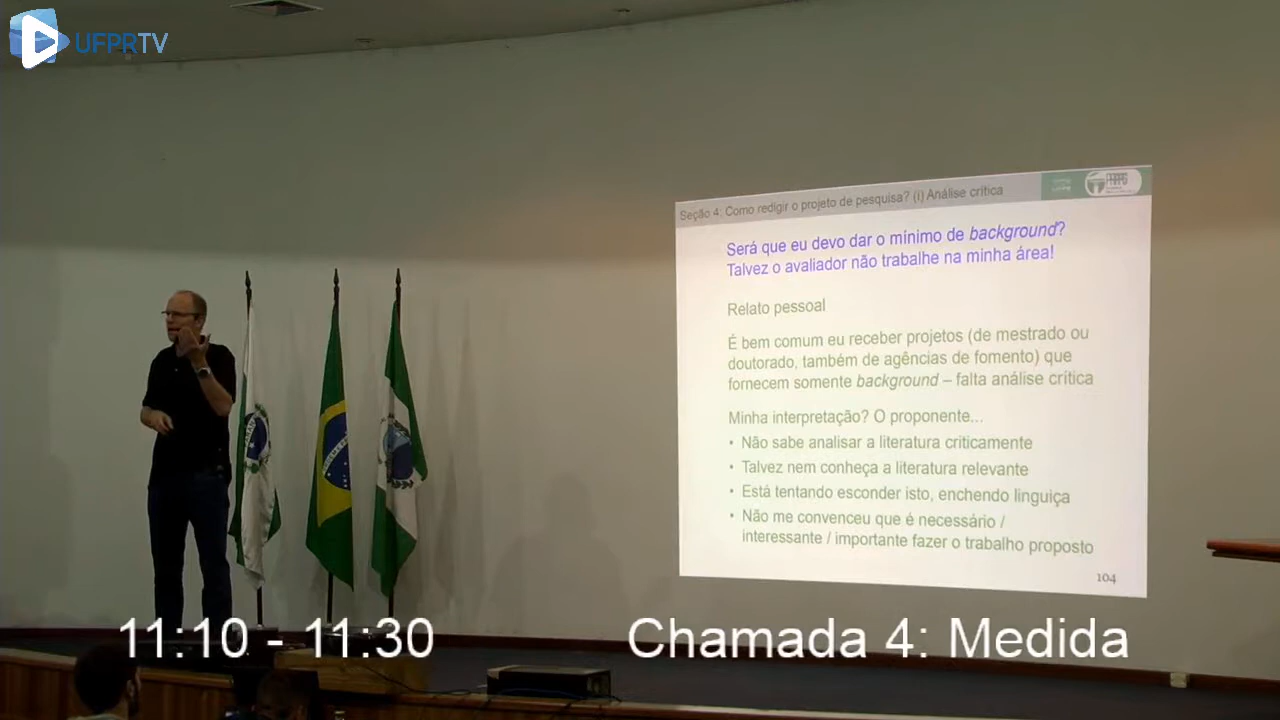 UFPRTV
Seção 4: Como redigir o projeto de pesquisa? (i) Análise crítica
PRPPG
Será que eu devo dar o mínimo de background?
Talvez o avaliador não trabalhe na minha área!
Relato pessoal
É bem comum eu receber projetos (de mestrado ou
doutorado, também de agências de fomento) que
fornecem somente background – falta análise crítica
Minha interpretação? O proponente...
• Não sabe analisar a literatura criticamente
• Talvez nem conheça a literatura relevante
• Está tentando esconder isto, enchendo linguiça
• Não me convenceu que é necessário /
interessante / importante fazer o trabalho proposto
104
11:10 - 11:30
Chamada 4: Medida